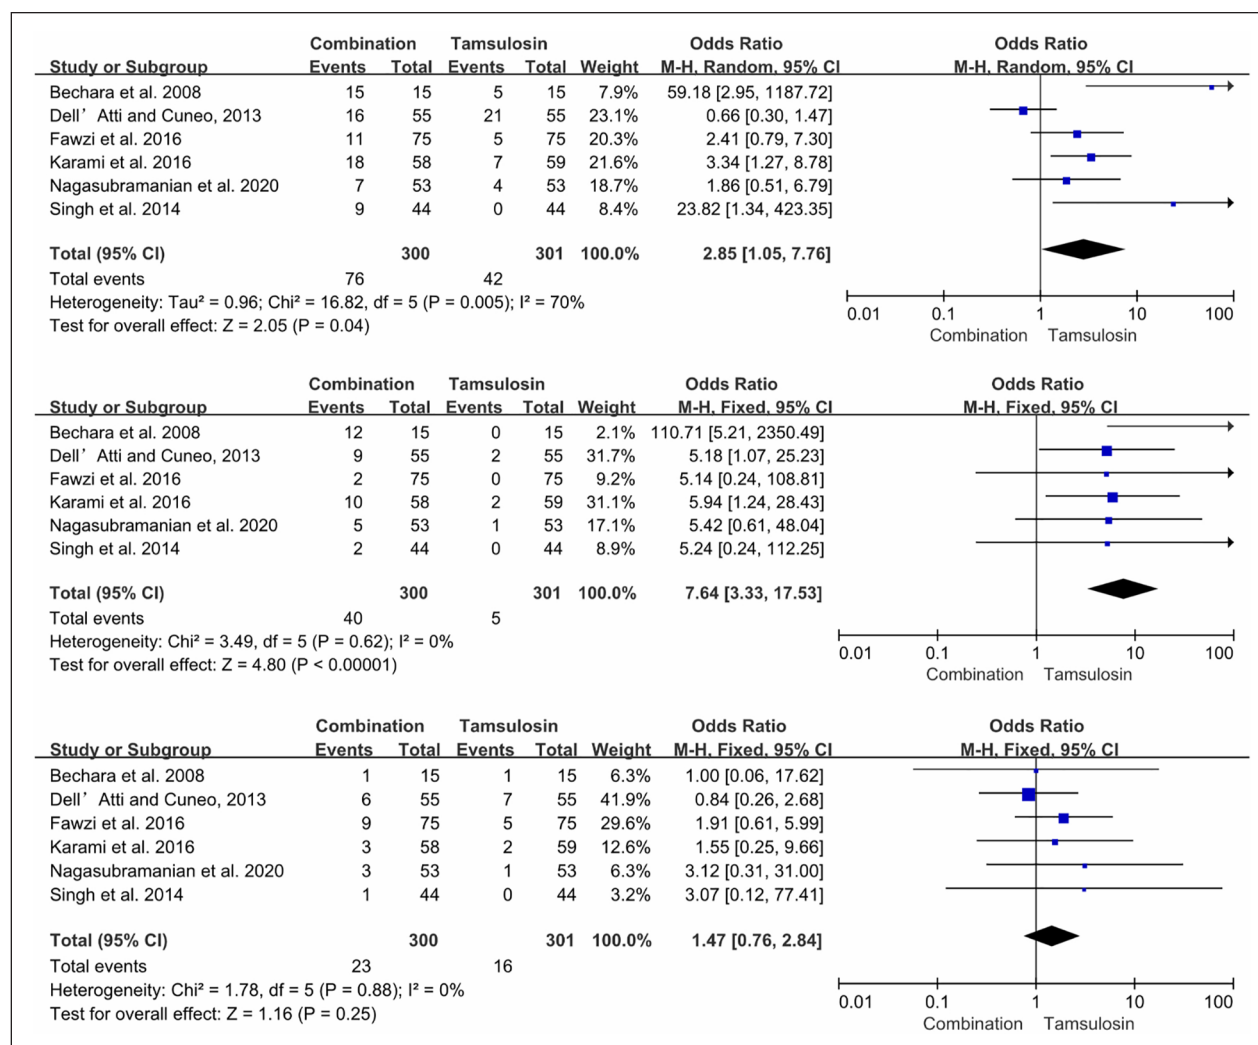 Combination Tamsulosin Odds Ratio Odds Ratio
Study or Subgroup Events Total Events Total Weight M-H, Random, 95% CI M-H, Random, 95% CI
Bechara et al. 2008 15 15 5 15 7.9% 59.18 [2.95, 1187.72]
Dell’ Atti and Cuneo, 2013 16 55 21 55 23.1% 0.66 [0.30, 1.47]
Fawzi et al. 2016 11 75 5 75 20.3% 2.41 [0.79, 7.30]
Karami et al. 2016 18 58 7 59 21.6% 3.34 [1.27, 8.78]
Nagasubramanian et al. 2020 7 53 4 53 18.7% 1.86 [0.51, 6.79]
Singh et al. 2014 9 44 0 44 8.4% 23.82 [1.34, 423.35]
Total (95% CI) 300 301 100.0% 2.85 [1.05, 7.76]
Total events 76 42
Heterogeneity: Tau² = 0.96; Chi² = 16.82, df = 5 (P = 0.005); I² = 70%
Test for overall effect: Z = 2.05 (P = 0.04)
0.01 0.1 1 10 100
Combination Tamsulosin
Combination Tamsulosin Odds Ratio Odds Ratio
Study or Subgroup Events Total Events Total Weight M-H, Fixed, 95% CI M-H, Fixed, 95% CI
Bechara et al. 2008 12 15 0 15 2.1% 110.71 [5.21, 2350.49]
Dell’ Atti and Cuneo, 2013 9 55 2 55 31.7% 5.18 [1.07, 25.23]
Fawzi et al. 2016 2 75 0 75 9.2% 5.14 [0.24, 108.81]
Karami et al. 2016 10 58 2 59 31.1% 5.94 [1.24, 28.43]
Nagasubramanian et al. 2020 5 53 1 53 17.1% 5.42 [0.61, 48.04]
Singh et al. 2014 2 44 0 44 8.9% 5.24 [0.24, 112.25]
Total (95% CI) 300 301 100.0% 7.64 [3.33, 17.53]
Total events 40 5
Heterogeneity: Chi² = 3.49, df = 5 (P = 0.62); I² = 0%
Test for overall effect: Z = 4.80 (P < 0.00001)
0.01 0.1 1 10 100
Combination Tamsulosin
Combination Tamsulosin Odds Ratio Odds Ratio
Study or Subgroup Events Total Events Total Weight M-H, Fixed, 95% CI M-H, Fixed, 95% CI
Bechara et al. 2008 1 15 1 15 6.3% 1.00 [0.06, 17.62]
Dell’ Atti and Cuneo, 2013 6 55 7 55 41.9% 0.84 [0.26, 2.68]
Fawzi et al. 2016 9 75 5 75 29.6% 1.91 [0.61, 5.99]
Karami et al. 2016 3 58 2 59 12.6% 1.55 [0.25, 9.66]
Nagasubramanian et al. 2020 3 53 1 53 6.3% 3.12 [0.31, 31.00]
Singh et al. 2014 1 44 0 44 3.2% 3.07 [0.12, 77.41]
Total (95% CI) 300 301 100.0% 1.47 [0.76, 2.84]
Total events 23 16
Heterogeneity: Chi² = 1.78, df = 5 (P = 0.88); I² = 0%
Test for overall effect: Z = 1.16 (P = 0.25)
0.01 0.1 1 10 100
Combination Tamsulosin